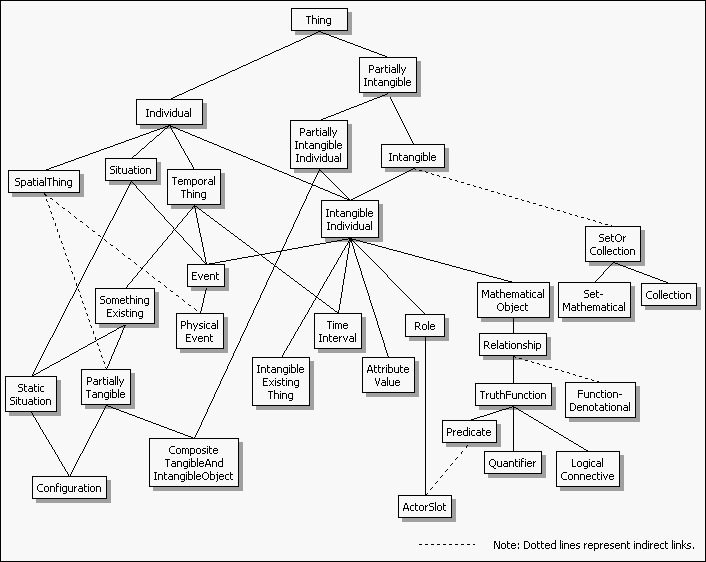 Thing
Partially
Intangible
Individual
Partially
Intangible
Individual
Intangible
SpatialThing
Situation
Temporal
Thing
Intangible
Individual
SetOr
Collection
Event
Something
Existing
Physical
Event
Time
Interval
Role
Mathematical
Object
Set-
Mathematical
Collection
Relationship
Static
Situation
Partially
Tangible
Intangible
Existing
Thing
Attribute
Value
TruthFunction
Function-
Denotational
Predicate
Composite
TangibleAnd
IntangibleObject
Quantifier
Logical
Connective
Configuration
ActorSlot
Note: Dotted lines represent indirect links.